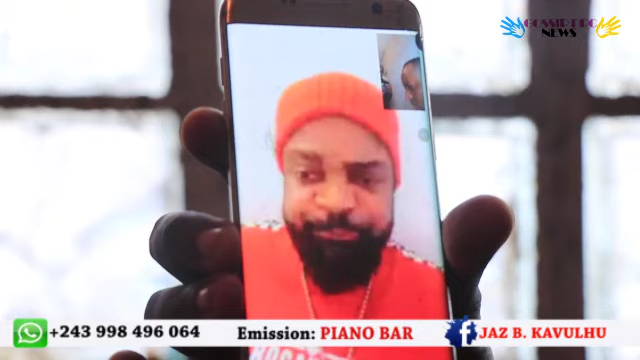 GOSSIP RDC
NEWS
+243 998 496 064
Emission: PIANO BAR
JAZ B. KAVULHU